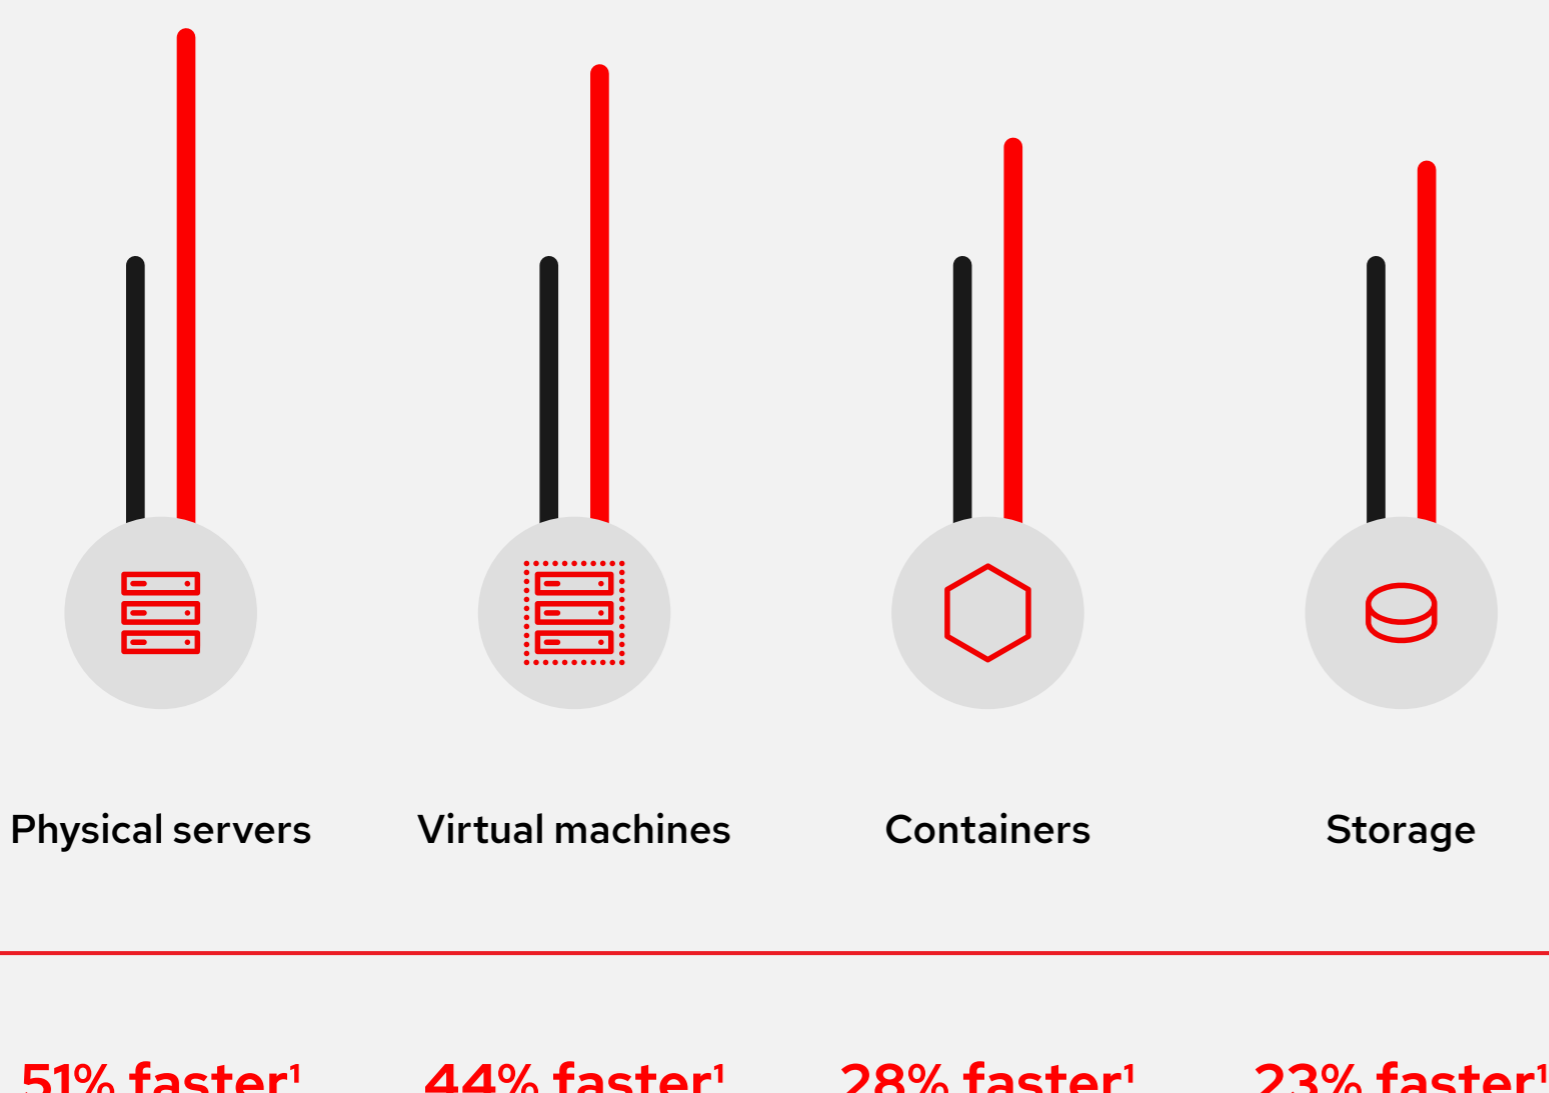 Physical servers
Virtual machines
Containers
Storage
51% faster¹
44% faster¹
28% faster¹
23% faster¹